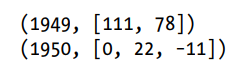 (1949, [111, 78])
(1950, [0, 22, -11])